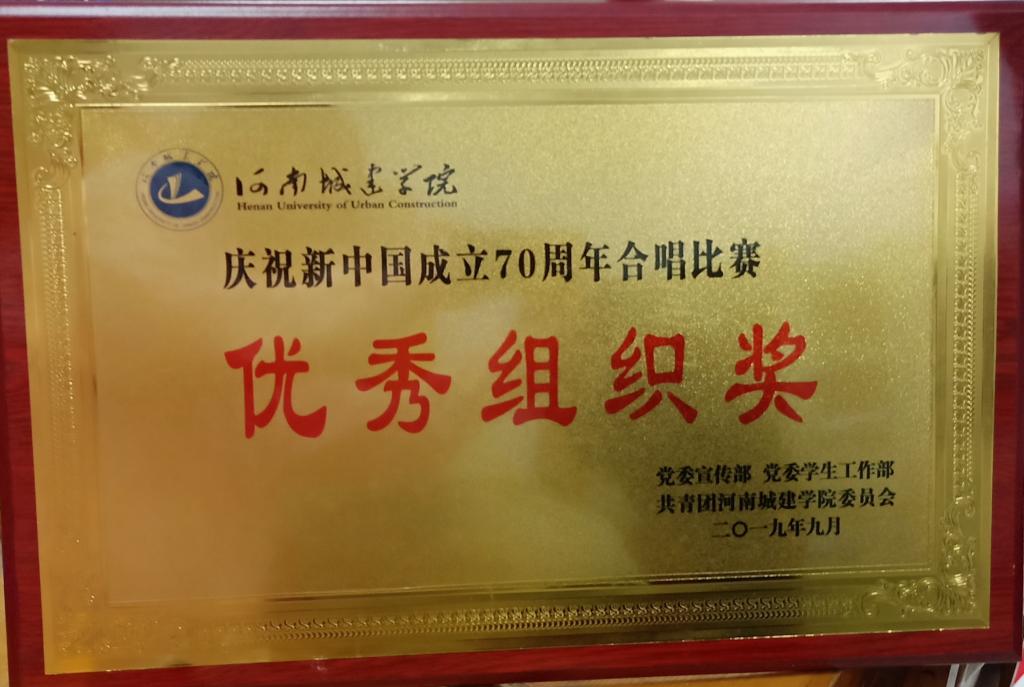 河南城建学院
Henan University of Urban Construction
庆祝新中国成立70周年合唱比赛
优秀组织奖
党委宣传部 党委学生工作部
共青团河南城建学院委员会
二〇一九年九月